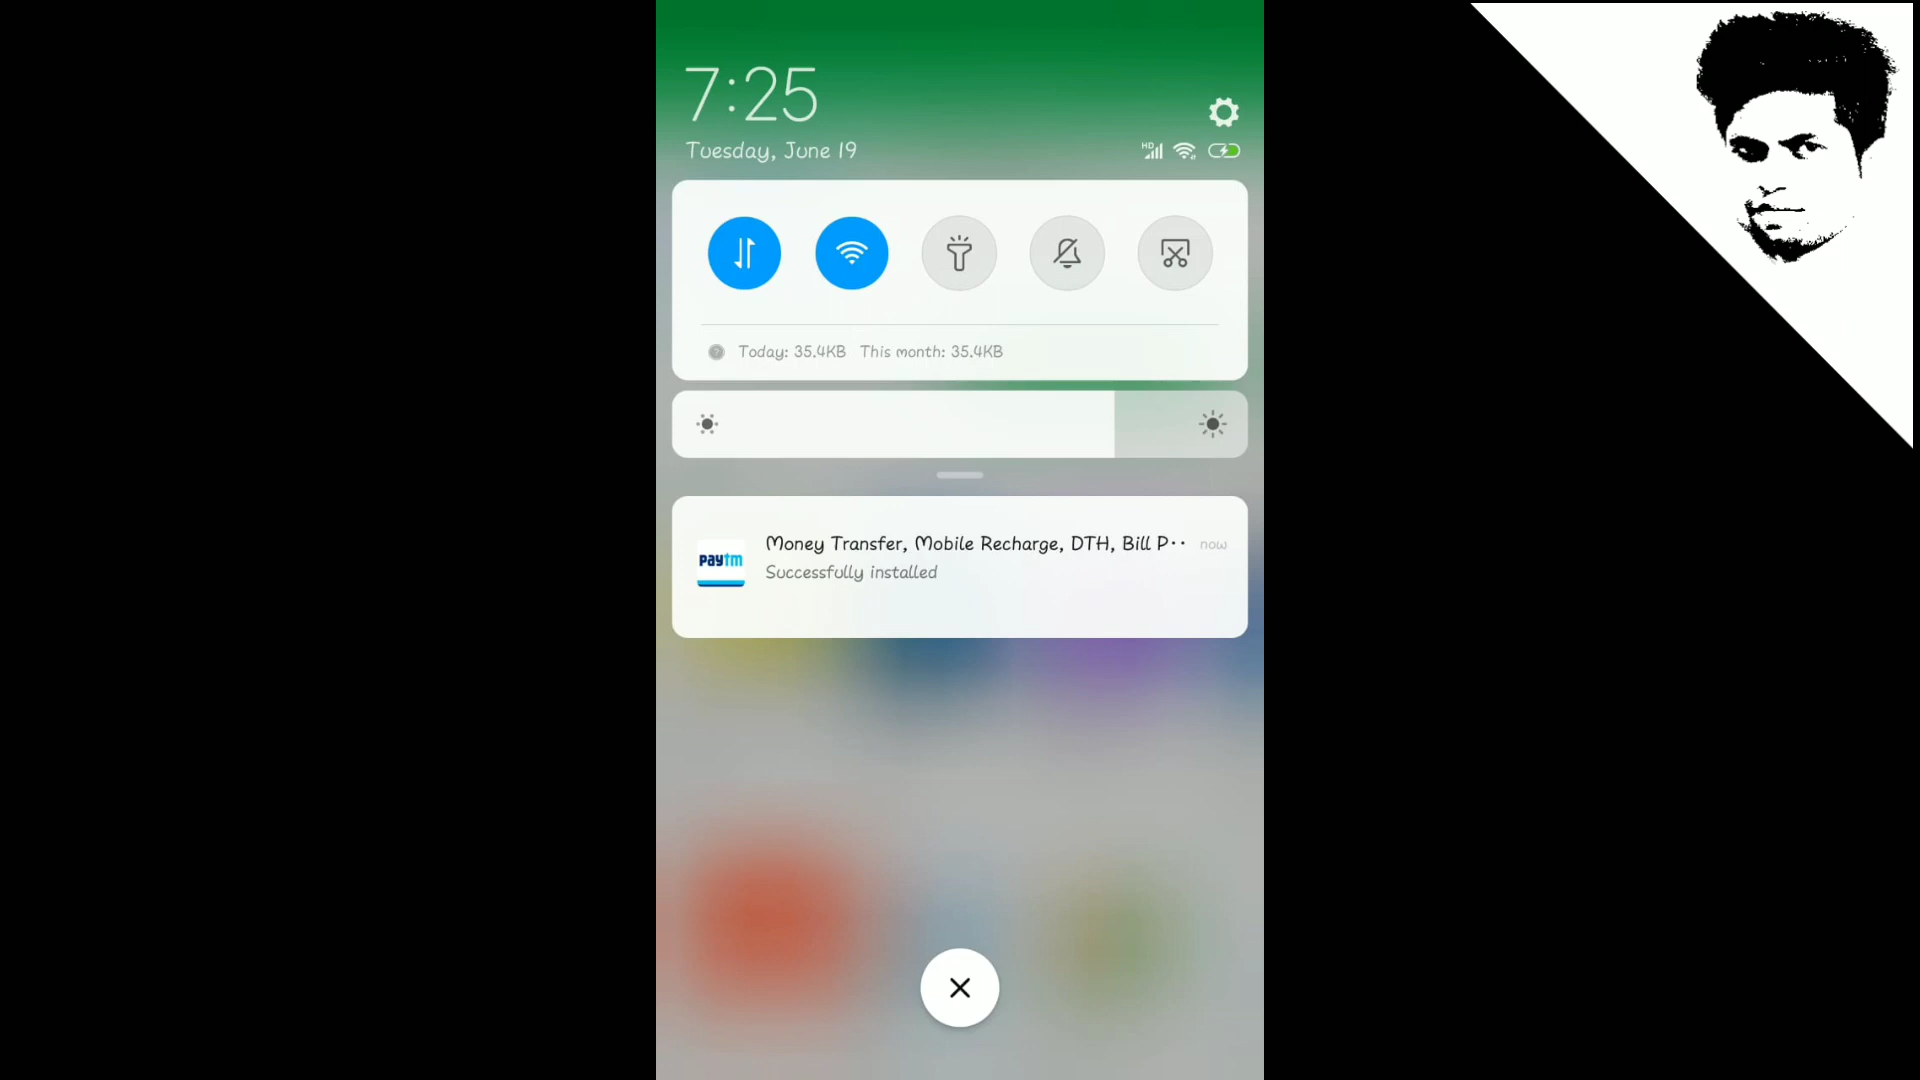 7:25
Tuesday, June 19
HD
Today: 35.4KB This month: 35.4KB
Money Transfer, Mobile Recharge, DTH, Bill P·· now
paytm
Successfully installed